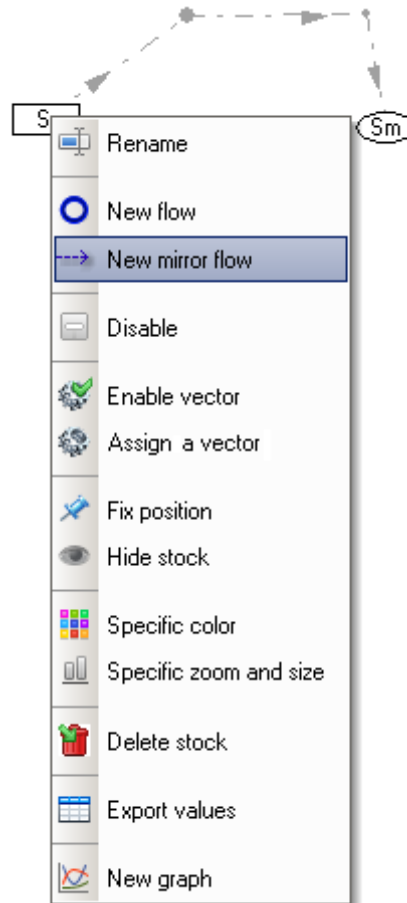 S
Sm
Rename
New flow
New mirror flow
Disable
Enable vector
Assign a vector
Fix position
Hide stock
Specific color
Specific zoom and size
Delete stock
Export values
New graph